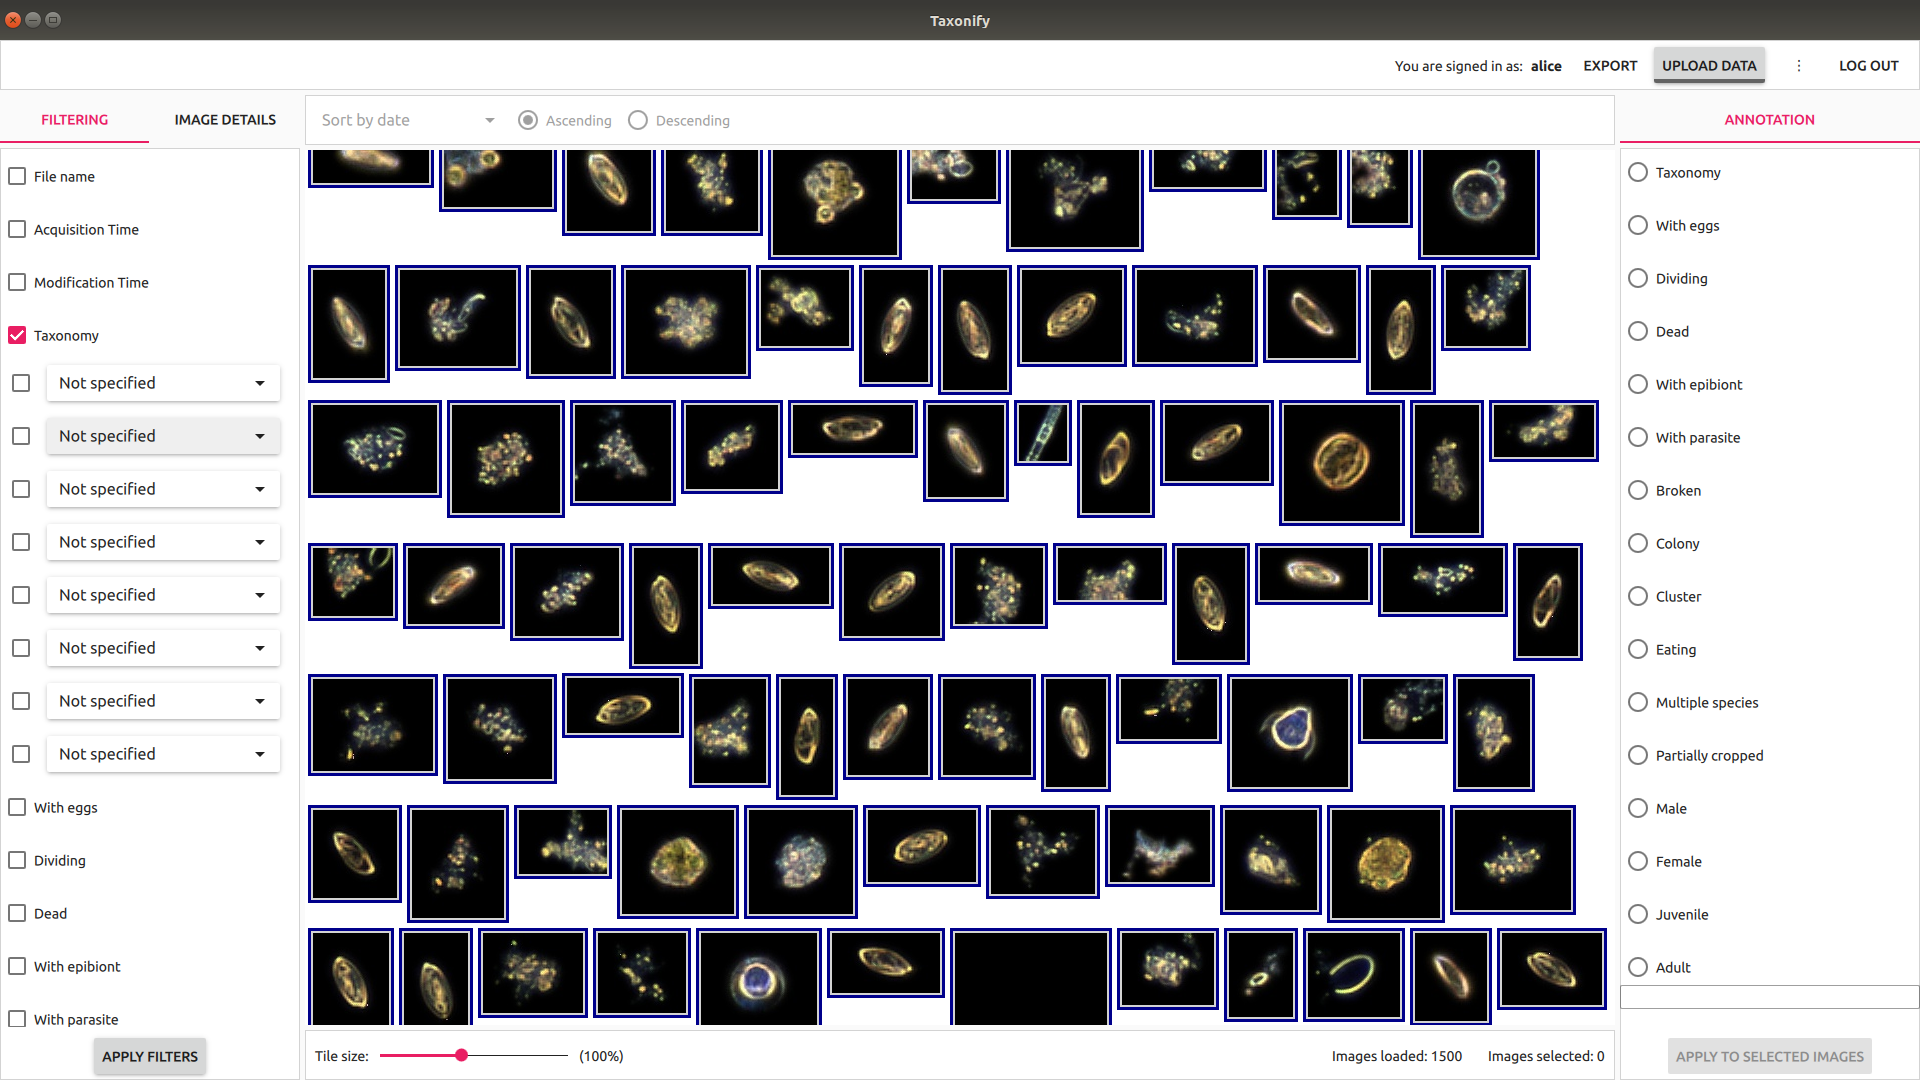 Taxonify
You are signed in as: alice EXPORT UPLOAD DATA LOG OUT
FILTERING IMAGE DETAILS
Sort by date Ascending Descending
ANNOTATION
File name
Acquisition Time
Modification Time
Taxonomy
Not specified
Not specified
Not specified
Not specified
Not specified
Not specified
Not specified
Not specified
With eggs
Dividing
Dead
With epibiont
With parasite
APPLY FILTERS
Tile size: (100%) Images loaded: 1500 Images selected: 0
Taxonomy
With eggs
Dividing
Dead
With epibiont
With parasite
Broken
Colony
Cluster
Eating
Multiple species
Partially cropped
Male
Female
Juvenile
Adult
APPLY TO SELECTED IMAGES